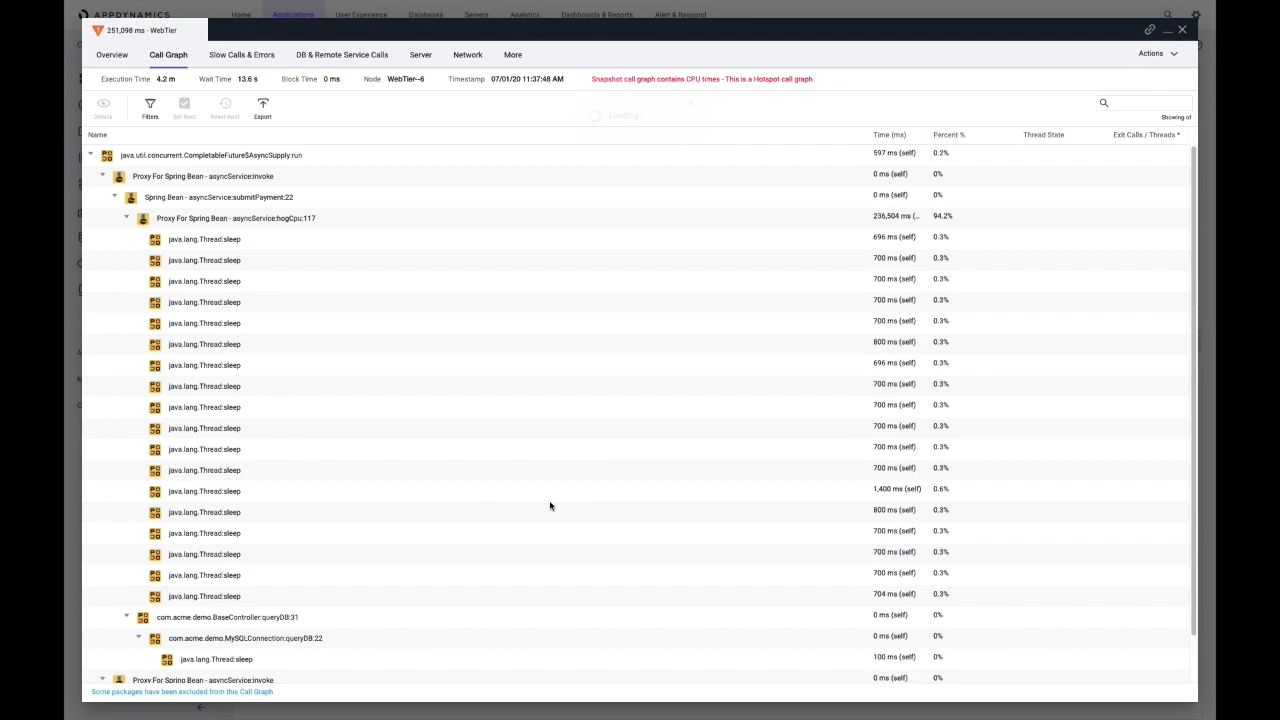 APPDYNAMICS Home Applications User Experience Databases Servers Analytics Dashboards & Reports Alert & Respond
251,098 ms - WebTier
Overview Call Graph Slow Calls & Errors DB & Remote Service Calls Server Network More Actions
Execution Time 4.2 m Wait Time 13.6 s Block Time 0 ms Node WebTier--6 Timestamp 07/01/20 11:37:48 AM Snapshot call graph contains CPU times - This is a Hotspot call graph
Loading...
Details Filters Set Root Reset Root Export Showing of
Name Time (ms) Percent % Thread State Exit Calls / Threads *
java.util.concurrent.CompletableFuture$AsyncSupply:run 597 ms (self) 0.2%
Proxy For Spring Bean - asyncService:invoke 0 ms (self) 0%
Spring Bean - asyncService:submitPayment:22 0 ms (self) 0%
Proxy For Spring Bean - asyncService:hogCpu:117 236,504 ms (... 94.2%
java.lang.Thread:sleep 696 ms (self) 0.3%
java.lang.Thread:sleep 700 ms (self) 0.3%
java.lang.Thread:sleep 700 ms (self) 0.3%
java.lang.Thread:sleep 700 ms (self) 0.3%
java.lang.Thread:sleep 700 ms (self) 0.3%
java.lang.Thread:sleep 800 ms (self) 0.3%
java.lang.Thread:sleep 696 ms (self) 0.3%
java.lang.Thread:sleep 700 ms (self) 0.3%
java.lang.Thread:sleep 700 ms (self) 0.3%
java.lang.Thread:sleep 700 ms (self) 0.3%
java.lang.Thread:sleep 700 ms (self) 0.3%
java.lang.Thread:sleep 700 ms (self) 0.3%
java.lang.Thread:sleep 1,400 ms (self) 0.6%
java.lang.Thread:sleep 800 ms (self) 0.3%
java.lang.Thread:sleep 700 ms (self) 0.3%
java.lang.Thread:sleep 700 ms (self) 0.3%
java.lang.Thread:sleep 700 ms (self) 0.3%
java.lang.Thread:sleep 704 ms (self) 0.3%
com.acme.demo.BaseController:queryDB:31 0 ms (self) 0%
com.acme.demo.MySQLConnection:queryDB:22 0 ms (self) 0%
java.lang.Thread:sleep 100 ms (self) 0%
Proxy For Spring Bean - asyncService:invoke 0 ms (self) 0%
Some packages have been excluded from this Call Graph